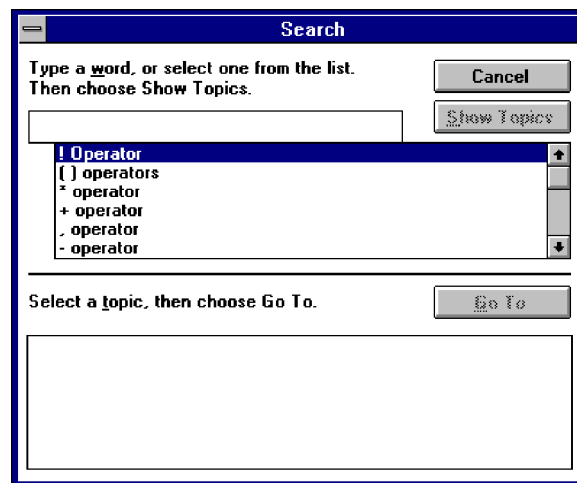 Search
Type a word, or select one from the list.
Then choose Show Topics.
Cancel
Show Topics
! Operator
( ) operators
* operator
+ operator
, operator
- operator
Select a topic, then choose Go To.
Go To